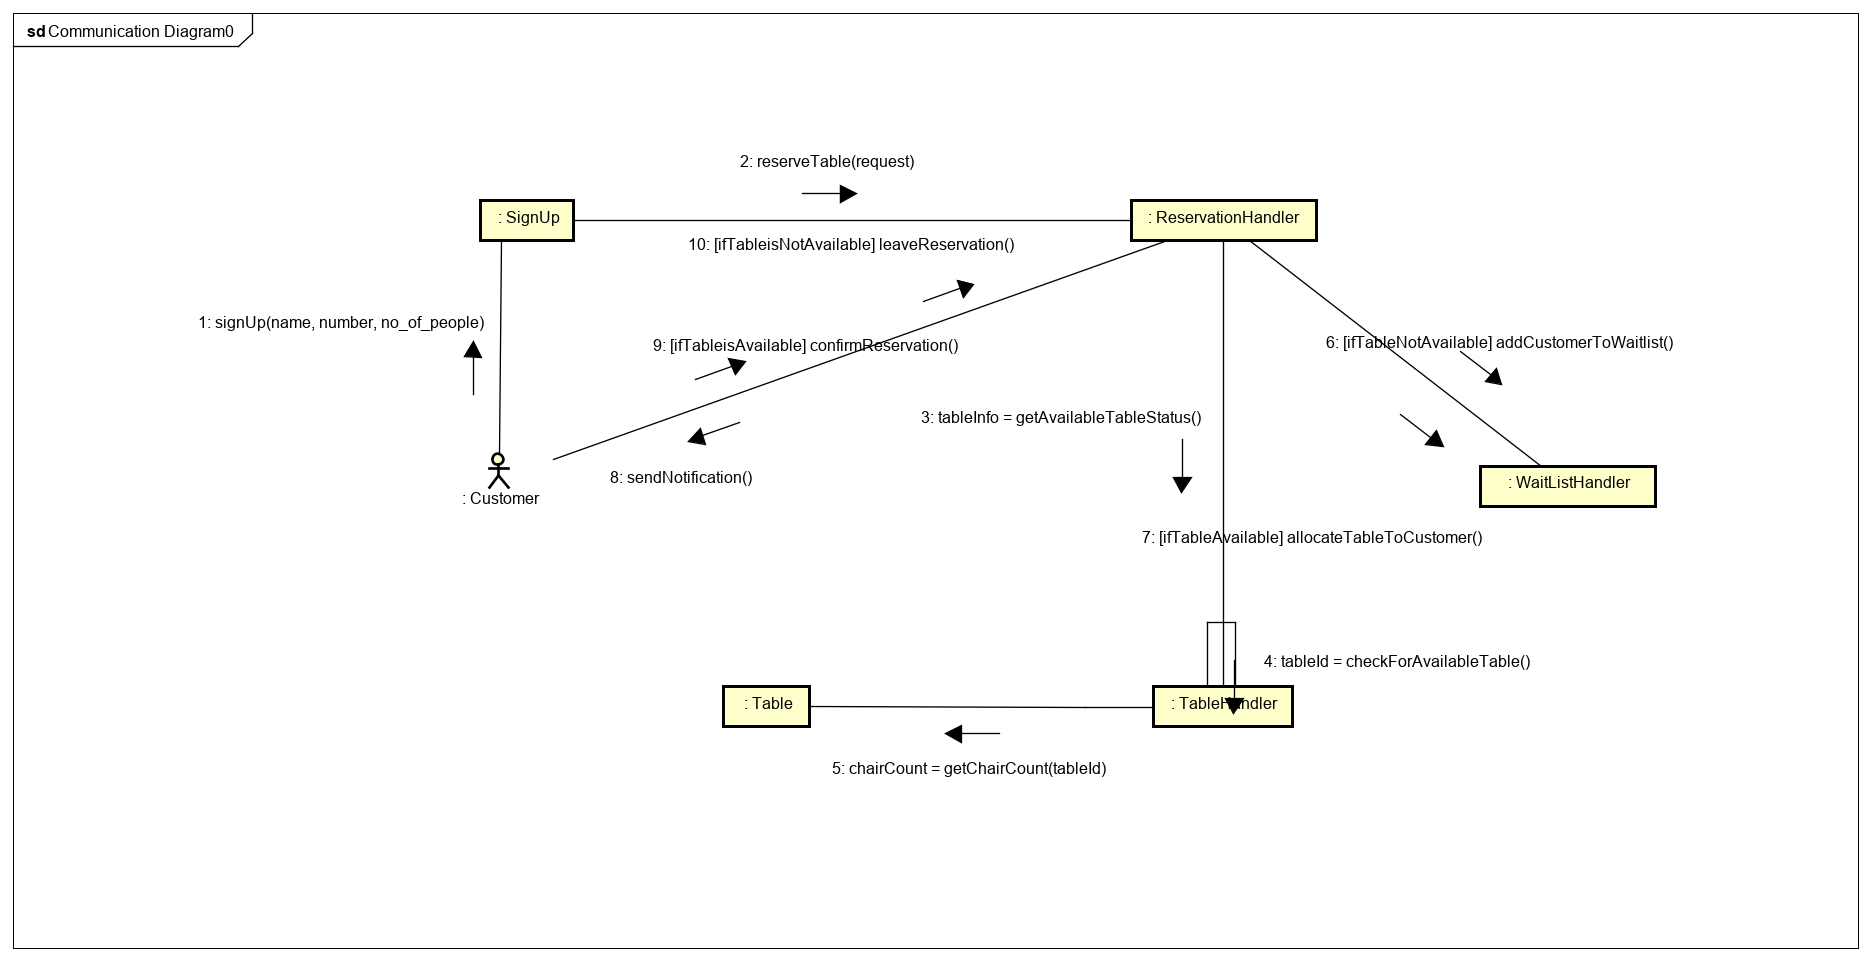 sd Communication Diagram0
2: reserveTable(request)
: SignUp
: ReservationHandler
10: [ifTableisNotAvailable] leaveReservation()
1: signUp(name, number, no_of_people)
9: [ifTableisAvailable] confirmReservation()
6: [ifTableNotAvailable] addCustomerToWaitlist()
3: tableInfo = getAvailableTableStatus()
8: sendNotification()
: WaitListHandler
: Customer
7: [ifTableAvailable] allocateTableToCustomer()
4: tableId = checkForAvailableTable()
: Table
: TableHandler
5: chairCount = getChairCount(tableId)